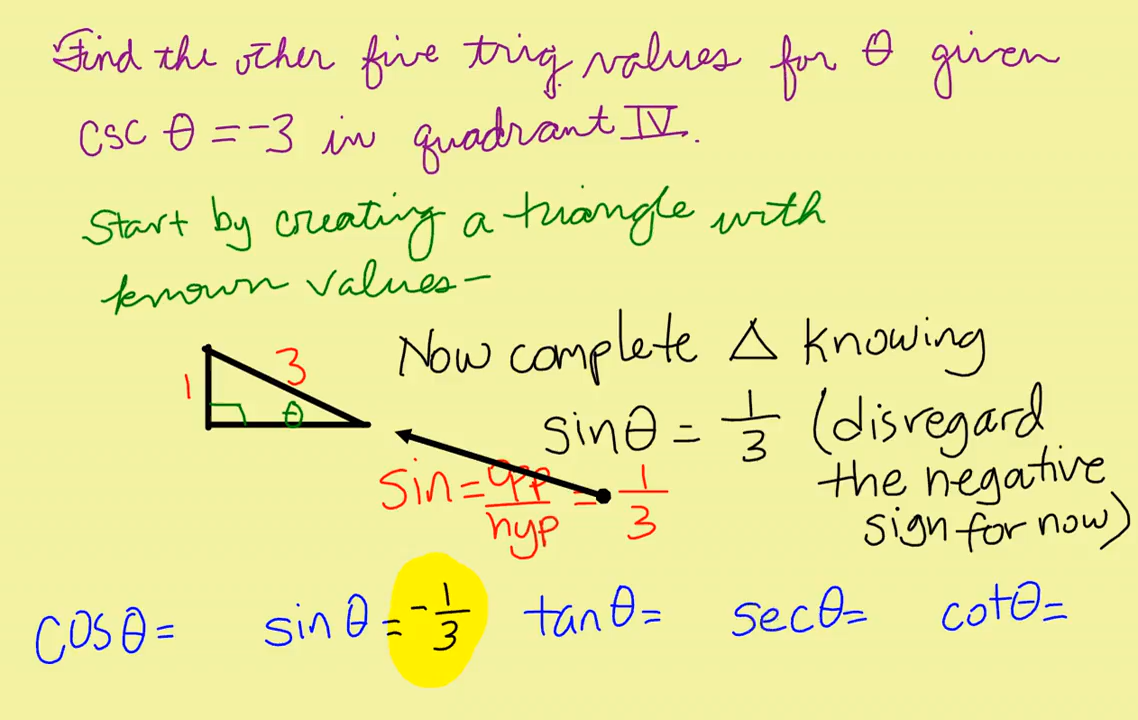 Find the other five trig values for θ given
csc θ = -3 in quadrant IV.
Start by creating a triangle with
known values -
Now complete △ knowing
sinθ = 1/3 (disregard
the negative
sign for now)
1
3
θ
sin = opp/hyp = 1/3
cosθ=
sinθ = -1/3
tanθ=
secθ=
cotθ=